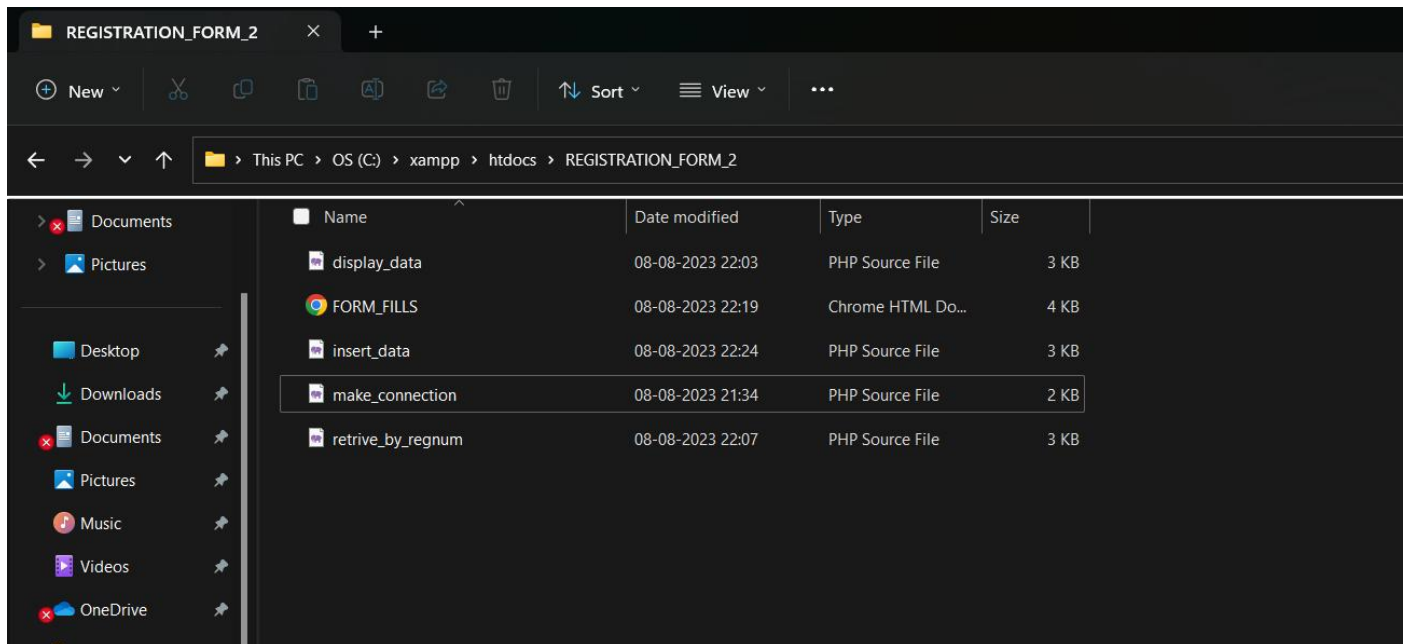 REGISTRATION_FORM_2
New Sort View
This PC > OS (C:) > xampp > htdocs > REGISTRATION_FORM_2
Documents
Pictures
Desktop
Downloads
Documents
Pictures
Music
Videos
OneDrive
Name Date modified Type Size
display_data 08-08-2023 22:03 PHP Source File 3 KB
FORM_FILLS 08-08-2023 22:19 Chrome HTML Do... 4 KB
insert_data 08-08-2023 22:24 PHP Source File 3 KB
make_connection 08-08-2023 21:34 PHP Source File 2 KB
retrive_by_regnum 08-08-2023 22:07 PHP Source File 3 KB